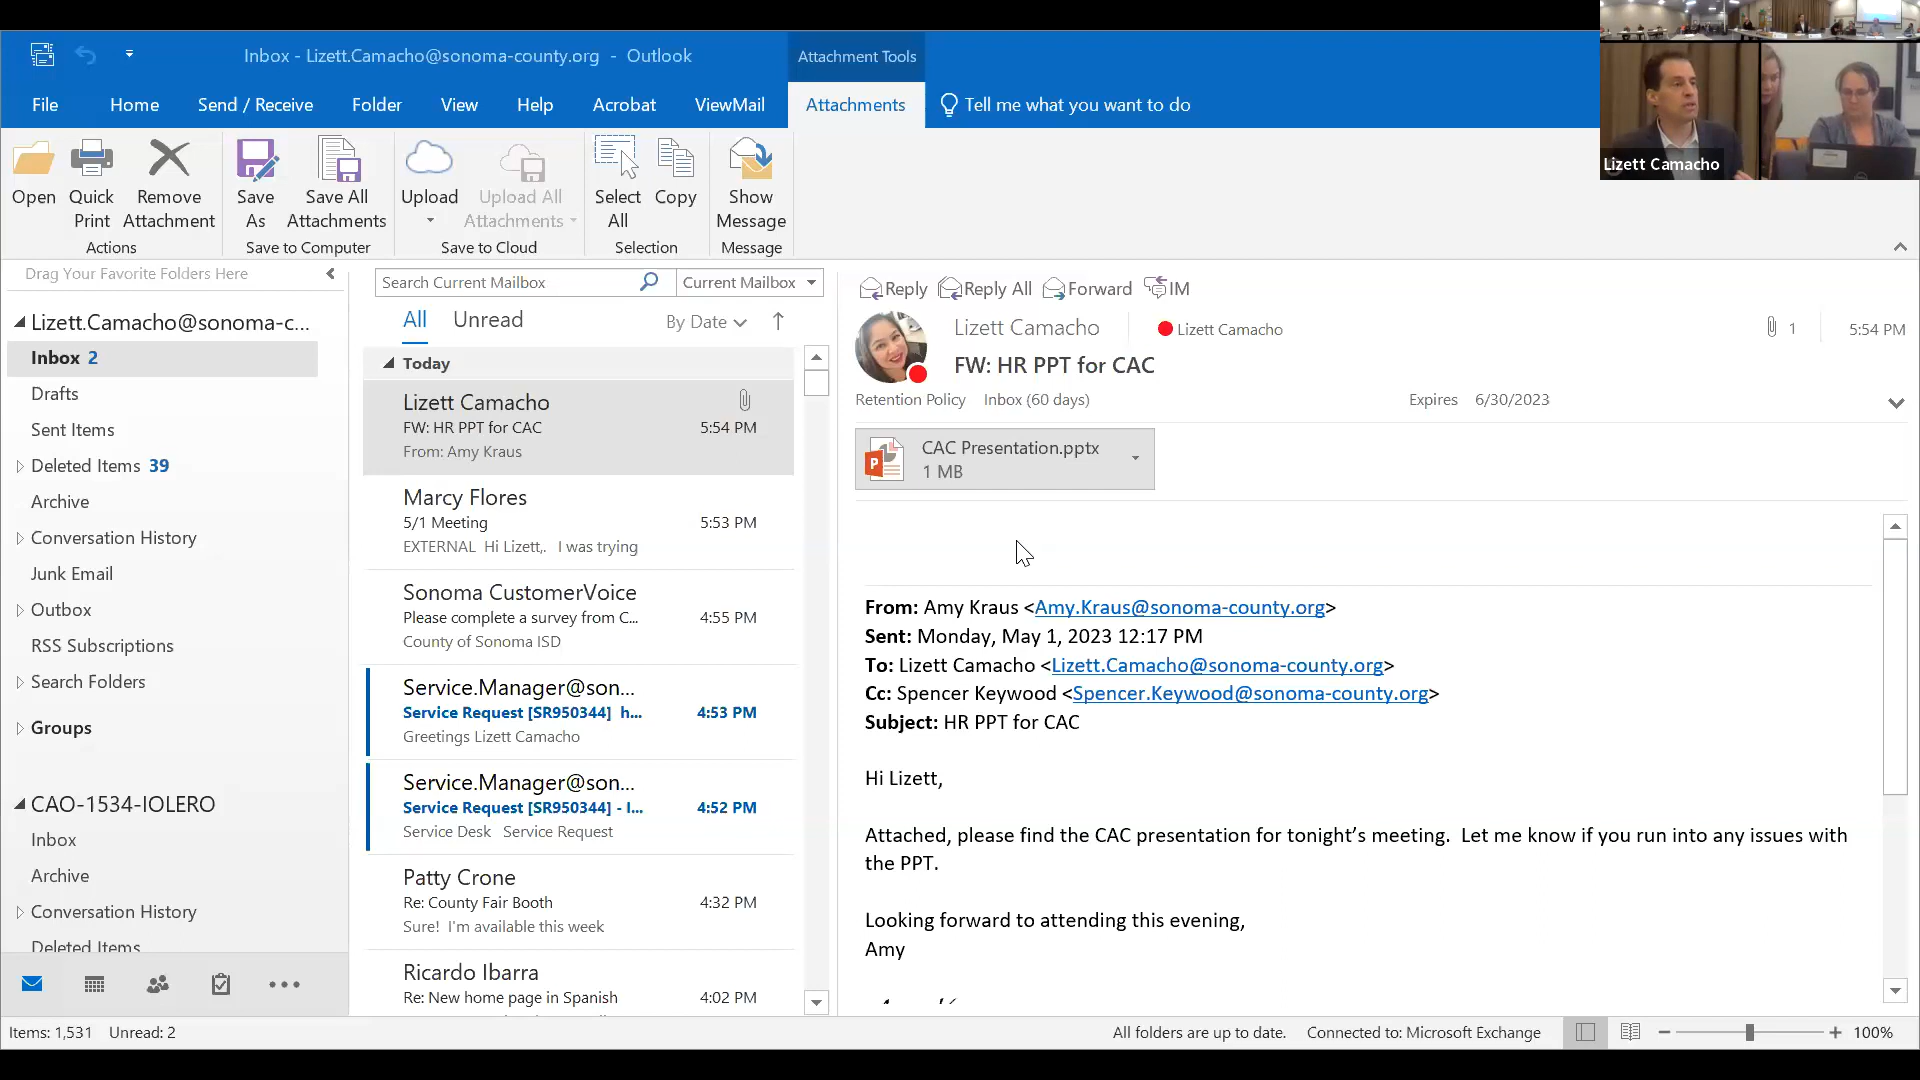 Inbox - Lizett.Camacho@sonoma-county.org - Outlook
Attachment Tools
File Home Send / Receive Folder View Help Acrobat ViewMail Attachments Tell me what you want to do
Lizett Camacho
Open
Quick Print
Remove Attachment
Actions
Save As
Save All Attachments
Save to Computer
Upload
Upload All Attachments
Save to Cloud
Select All
Copy
Selection
Show Message
Message
Drag Your Favorite Folders Here
Lizett.Camacho@sonoma-c...
Inbox 2
Drafts
Sent Items
Deleted Items 39
Archive
Conversation History
Junk Email
Outbox
RSS Subscriptions
Search Folders
Groups
CAO-1534-IOLERO
Inbox
Archive
Conversation History
Deleted Items
Search Current Mailbox
Current Mailbox
All Unread
By Date
Today
Lizett Camacho
FW: HR PPT for CAC 5:54 PM
From: Amy Kraus
Marcy Flores
5/1 Meeting 5:53 PM
EXTERNAL Hi Lizett,. I was trying
Sonoma CustomerVoice
Please complete a survey from C... 4:55 PM
County of Sonoma ISD
Service.Manager@son...
Service Request [SR950344] h... 4:53 PM
Greetings Lizett Camacho
Service.Manager@son...
Service Request [SR950344] - I... 4:52 PM
Service Desk Service Request
Patty Crone
Re: County Fair Booth 4:32 PM
Sure! I'm available this week
Ricardo Ibarra
Re: New home page in Spanish 4:02 PM
Reply Reply All Forward IM
Lizett Camacho
Lizett Camacho
1
5:54 PM
FW: HR PPT for CAC
Retention Policy Inbox (60 days) Expires 6/30/2023
CAC Presentation.pptx
1 MB
From: Amy Kraus <Amy.Kraus@sonoma-county.org>
Sent: Monday, May 1, 2023 12:17 PM
To: Lizett Camacho <Lizett.Camacho@sonoma-county.org>
Cc: Spencer Keywood <Spencer.Keywood@sonoma-county.org>
Subject: HR PPT for CAC
Hi Lizett,
Attached, please find the CAC presentation for tonight’s meeting. Let me know if you run into any issues with
the PPT.
Looking forward to attending this evening,
Amy
Items: 1,531 Unread: 2
All folders are up to date. Connected to: Microsoft Exchange
100%